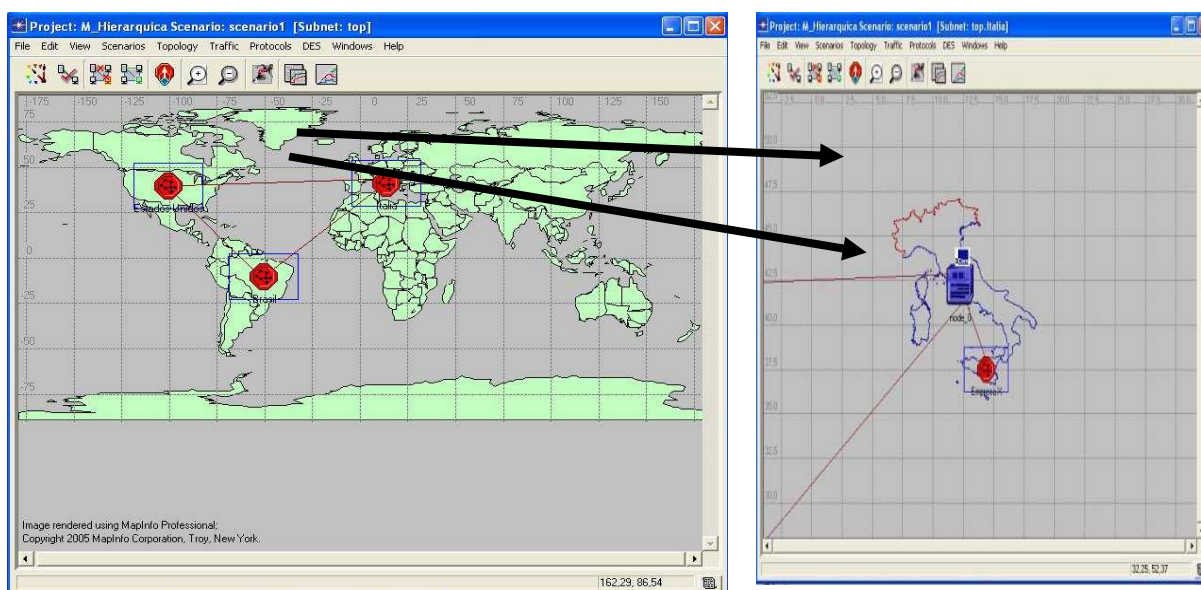 Project: M_Hierarquica Scenario: scenario1 [Subnet: top]
File Edit View Scenarios Topology Traffic Protocols DES Windows Help
-175 -150 -125 -100 -75 -50 -25 0 25 50 75 100 125 150
75
50
25
0
-25
-50
-75
Estados Unidos
Italia
Brasil
Image rendered using MapInfo Professional;
Copyright 2005 MapInfo Corporation, Troy, New York.
162,29, 86,54
Project: M_Hierarquica Scenario: scenario1 [Subnet: top.Italia]
File Edit View Scenarios Topology Traffic Protocols DES Windows Help
50,0
47,5
45,0
42,5
40,0
37,5
35,0
32,5
30,0
node_0
32,25, 52,37